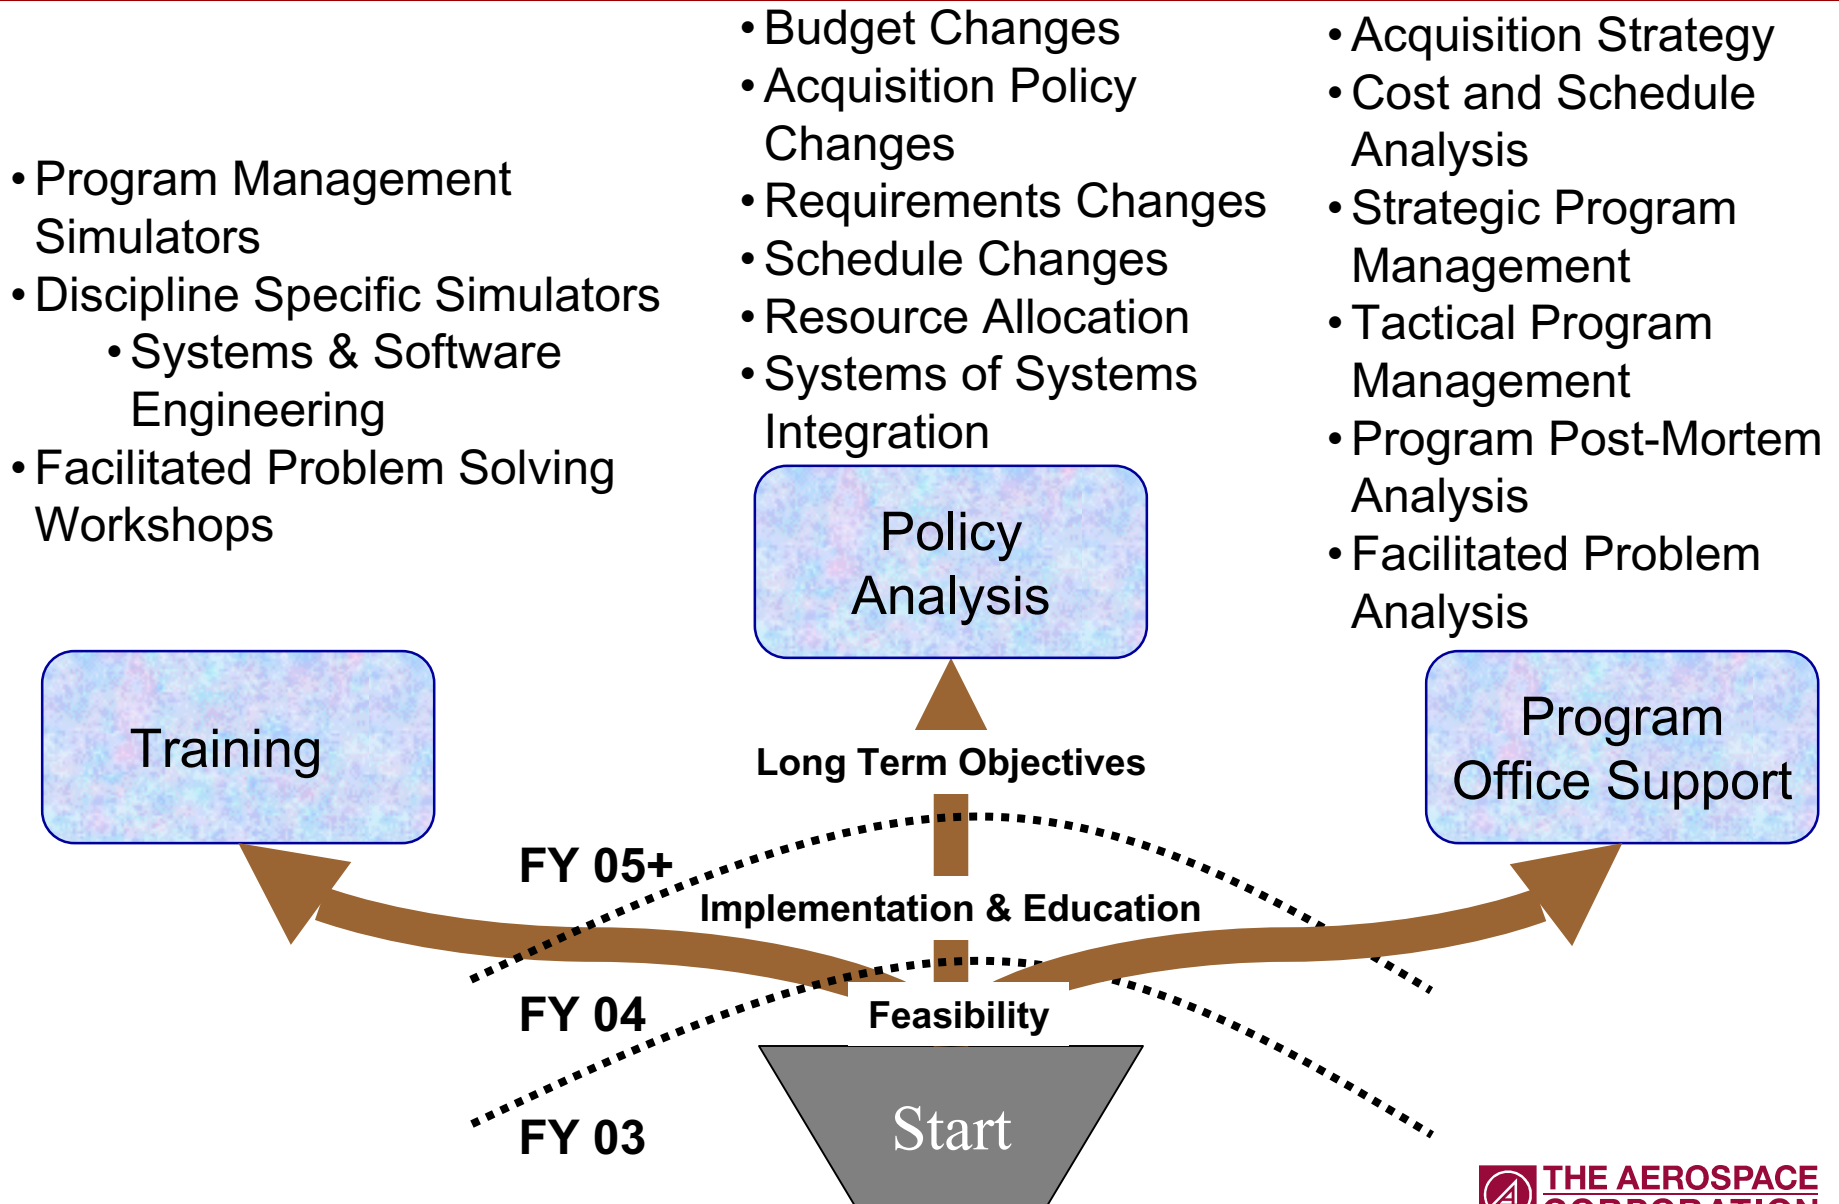 • Program Management
Simulators
• Discipline Specific Simulators
• Systems & Software
Engineering
• Facilitated Problem Solving
Workshops
• Budget Changes
• Acquisition Policy
Changes
• Requirements Changes
• Schedule Changes
• Resource Allocation
• Systems of Systems
Integration
• Acquisition Strategy
• Cost and Schedule
Analysis
• Strategic Program
Management
• Tactical Program
Management
• Program Post-Mortem
Analysis
• Facilitated Problem
Analysis
Training
Policy
Analysis
Program
Office Support
Long Term Objectives
FY 05+
Implementation & Education
FY 04
Feasibility
FY 03
Start
THE AEROSPACE
CORPORATION